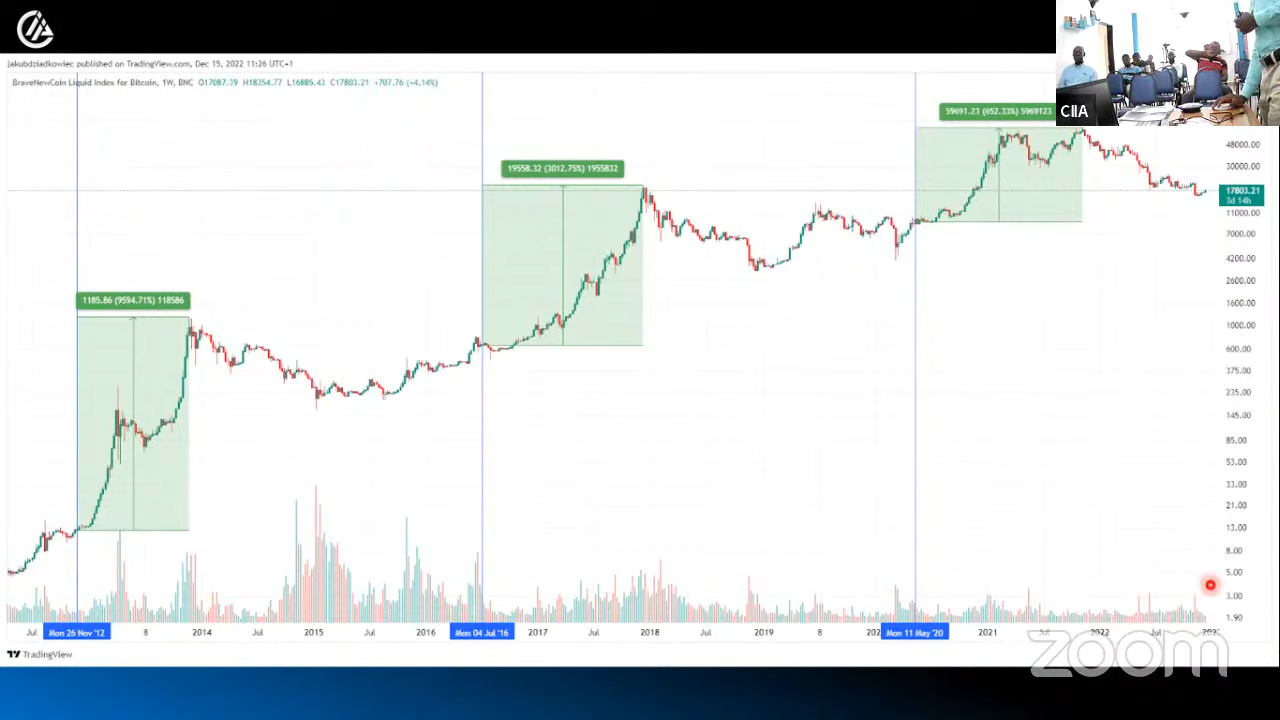 jakubdziadkowiec published on TradingView.com, Dec 15, 2022 11:26 UTC+1
BraveNewCoin Liquid Index for Bitcoin, 1W, BNC O17087.39 H18354.77 L16885.43 C17803.21 +707.76 (+4.14%)
CIIA
59691.23 (652.33%) 5969123
19558.32 (3012.75%) 1955832
1185.86 (9594.71%) 118586
48000.00
30000.00
17803.21
3d 14h
11000.00
7000.00
4200.00
2600.00
1600.00
1000.00
600.00
375.00
235.00
145.00
85.00
53.00
33.00
21.00
13.00
8.00
5.00
3.00
1.90
Jul Mon 26 Nov '12 8 2014 Jul 2015 Jul 2016 Mon 04 Jul '16 2017 Jul 2018 Jul 2019 8 Mon 11 May '20 2021 Jul 2022 Jul
TradingView
zoom